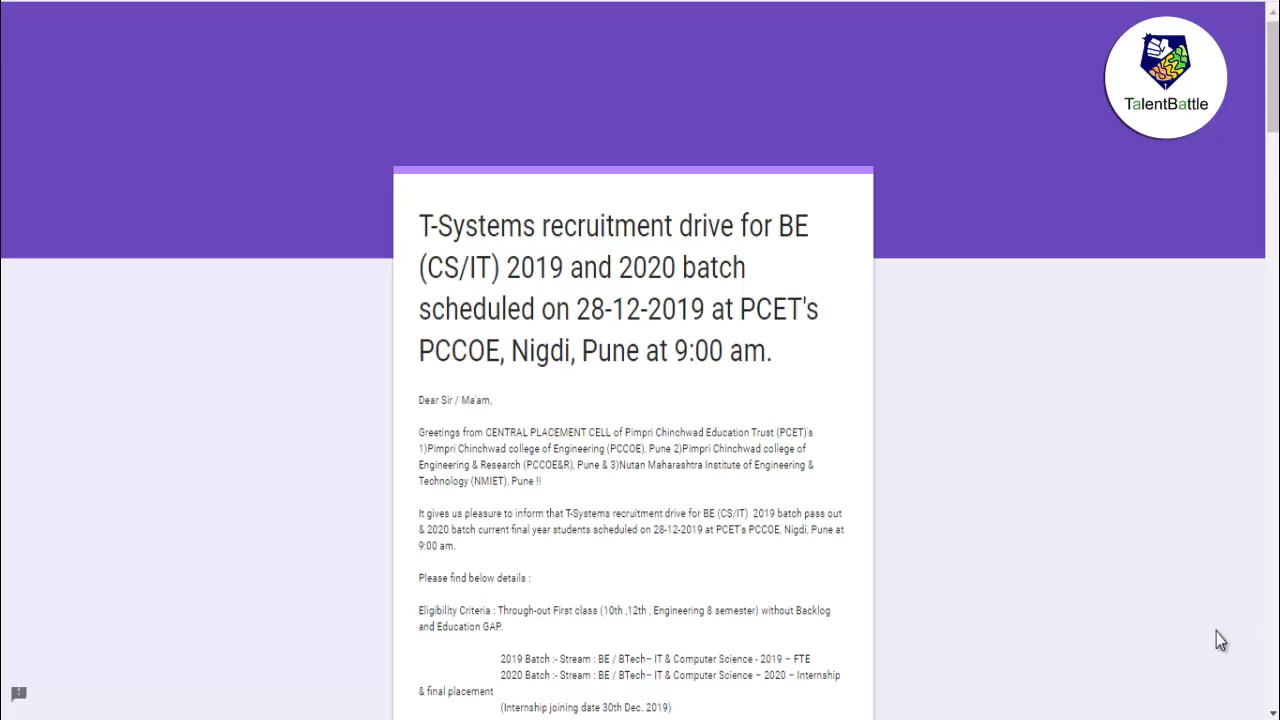 TalentBattle
T-Systems recruitment drive for BE
(CS/IT) 2019 and 2020 batch
scheduled on 28-12-2019 at PCET's
PCCOE, Nigdi, Pune at 9:00 am.
Dear Sir / Ma'am,
Greetings from CENTRAL PLACEMENT CELL of Pimpri Chinchwad Education Trust (PCET)'s
1)Pimpri Chinchwad college of Engineering (PCCOE), Pune 2)Pimpri Chinchwad college of
Engineering & Research (PCCOE&R), Pune & 3)Nutan Maharashtra Institute of Engineering &
Technology (NMIET), Pune !!
It gives us pleasure to inform that T-Systems recruitment drive for BE (CS/IT)  2019 batch pass out
& 2020 batch current final year students scheduled on 28-12-2019 at PCET's PCCOE, Nigdi, Pune at
9:00 am.
Please find below details :
Eligibility Criteria : Through-out First class (10th ,12th , Engineering 8 semester) without Backlog
and Education GAP.
2019 Batch :- Stream : BE / BTech– IT & Computer Science - 2019 – FTE
2020 Batch :- Stream : BE / BTech– IT & Computer Science – 2020 – Internship
& final placement
(Internship joining date 30th Dec. 2019)